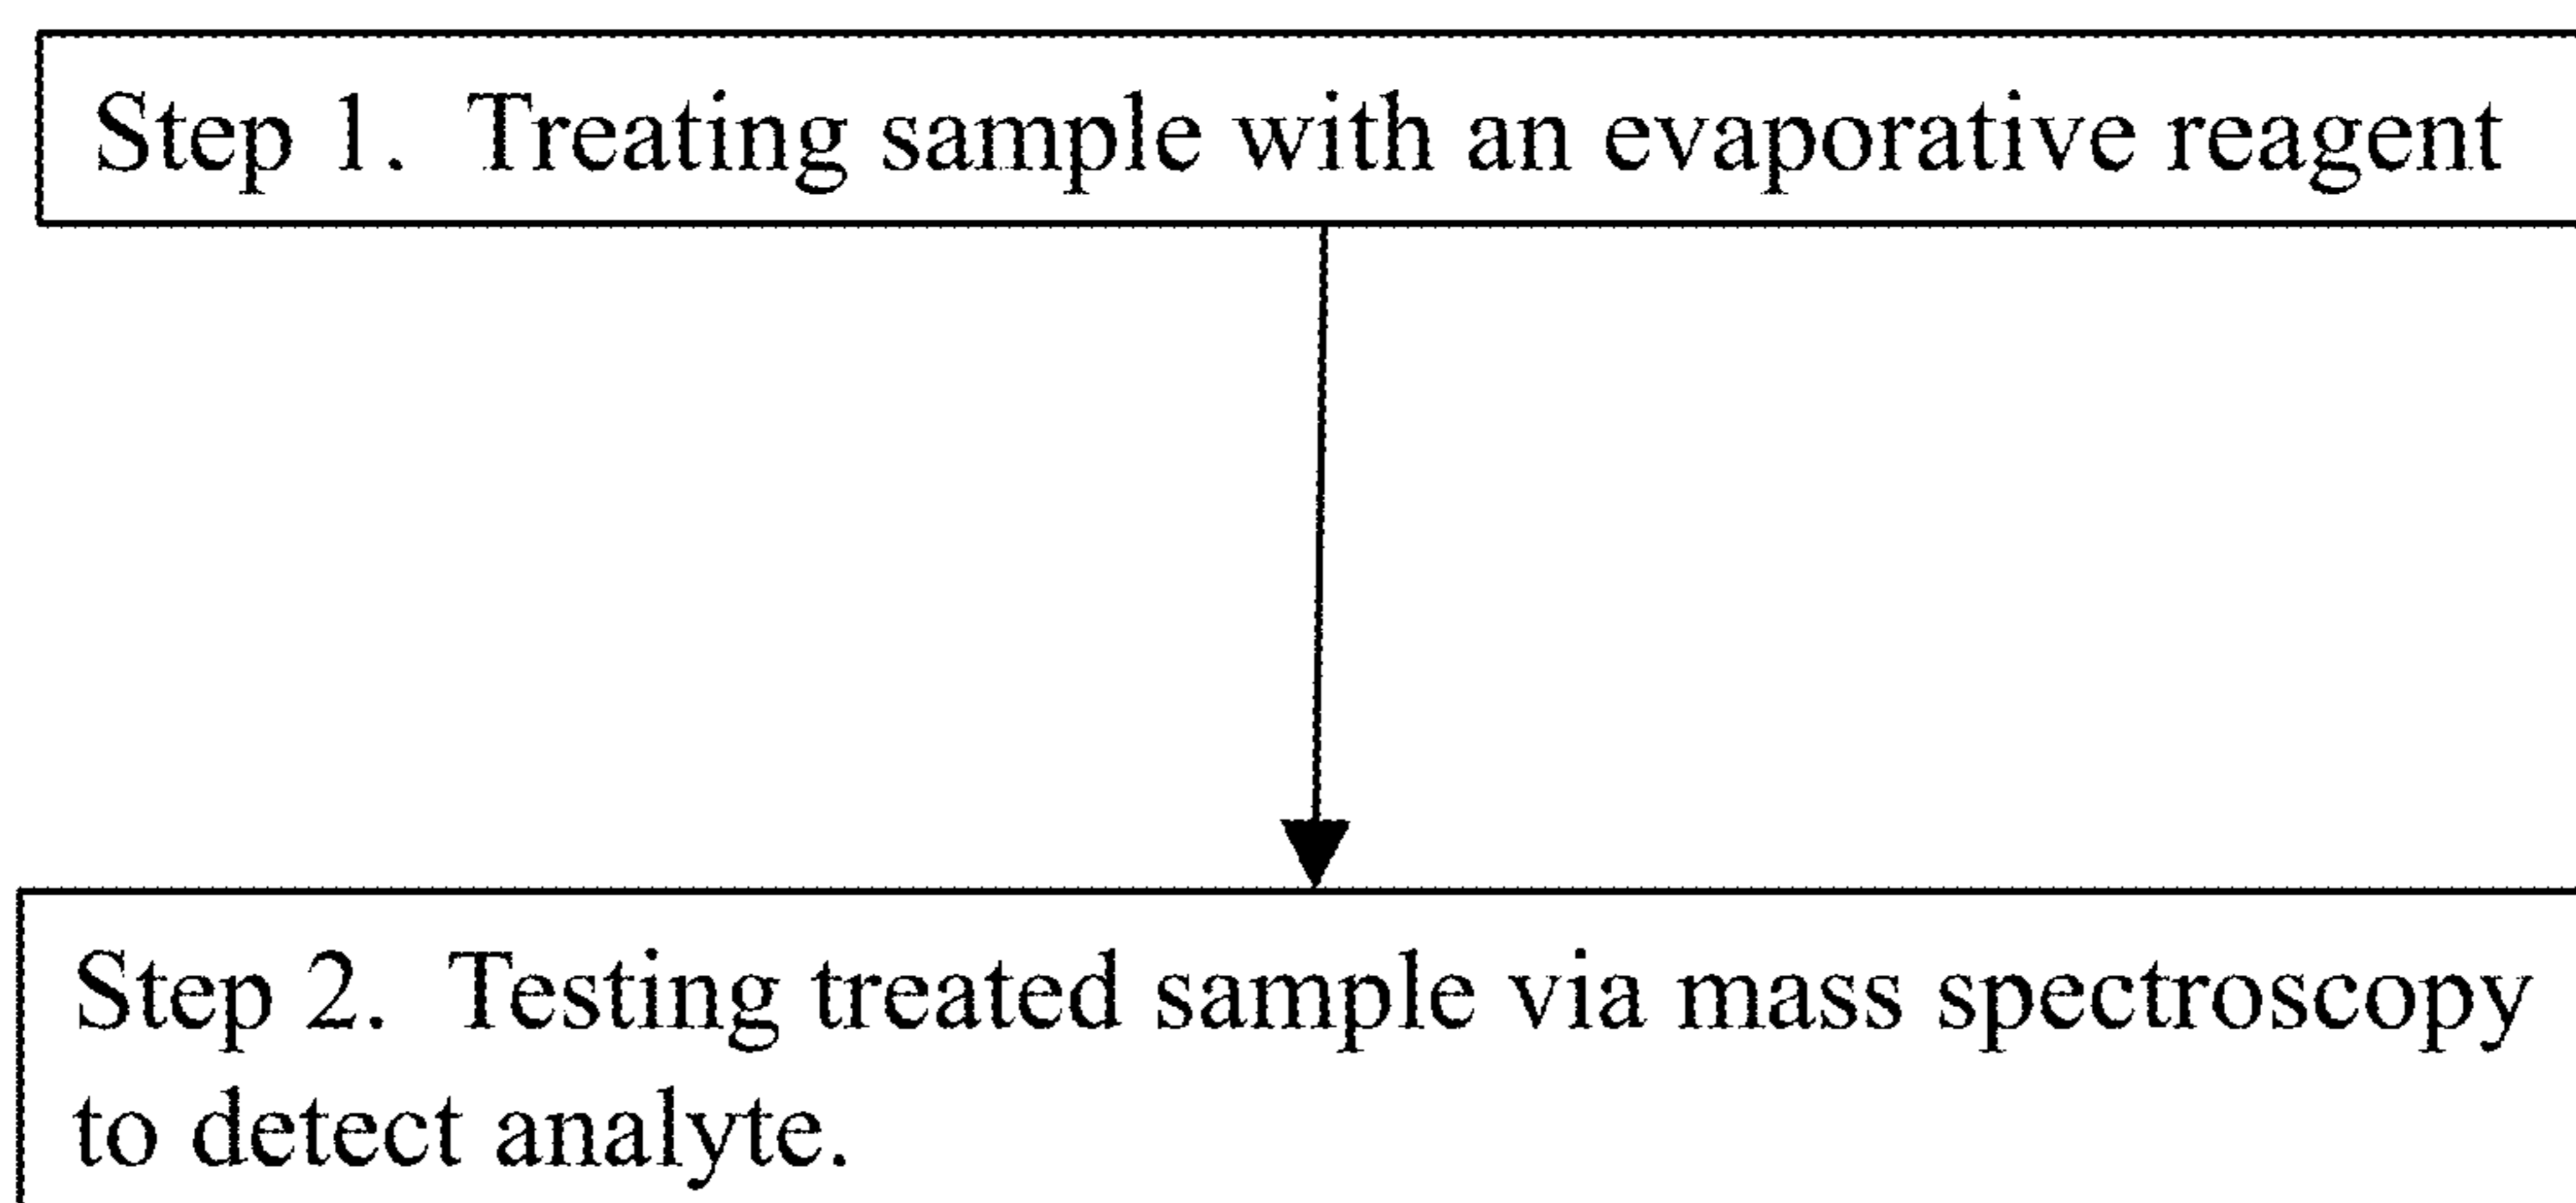 Step 1. Treating sample with an evaporative reagent
Step 2. Testing treated sample via mass spectroscopy
to detect analyte.